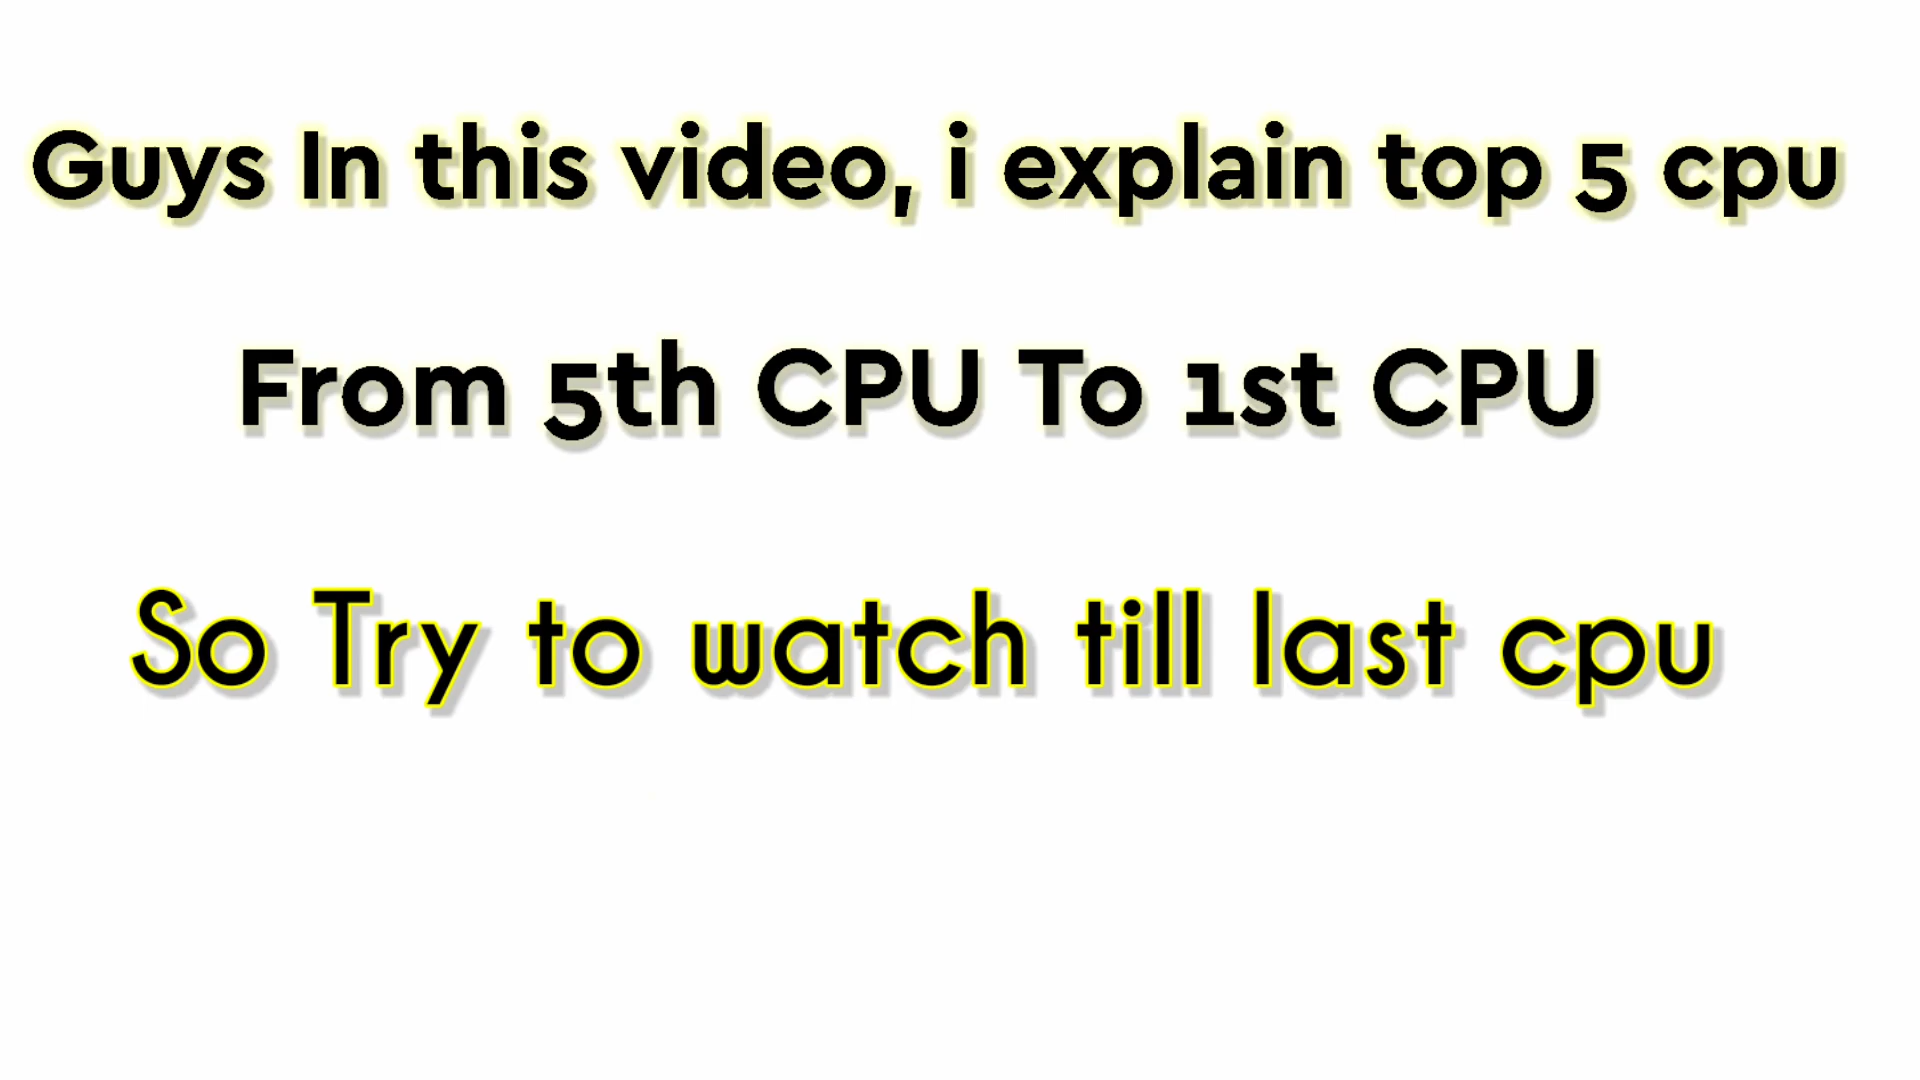 Guys In this video, i explain top 5 cpu
From 5th CPU To 1st CPU
So Try to watch till last cpu